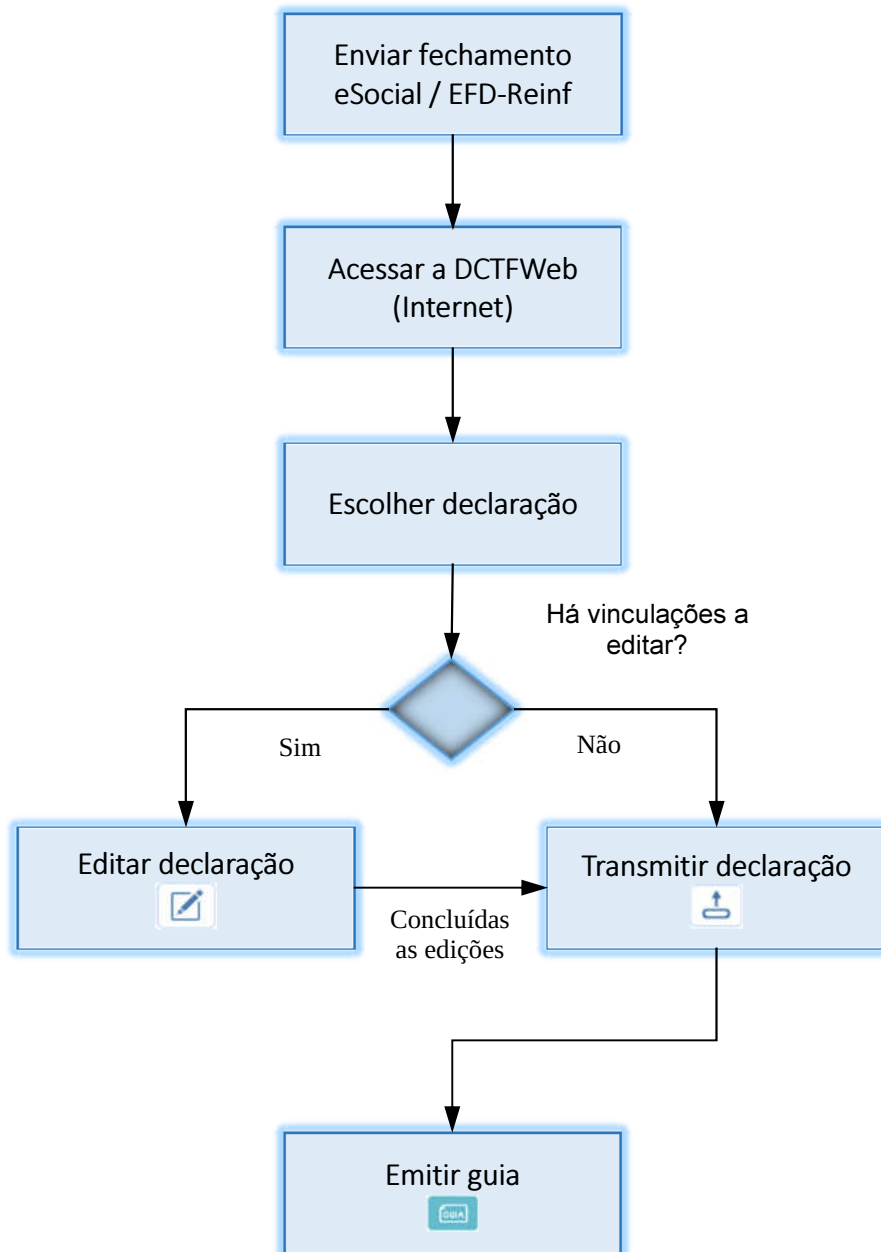 Enviar fechamento
eSocial / EFD-Reinf
Acessar a DCTFWeb
(Internet)
Escolher declaração
Há vinculações a
editar?
Sim
Não
Editar declaração
Transmitir declaração
Concluídas
as edições
Emitir guia
GUIA